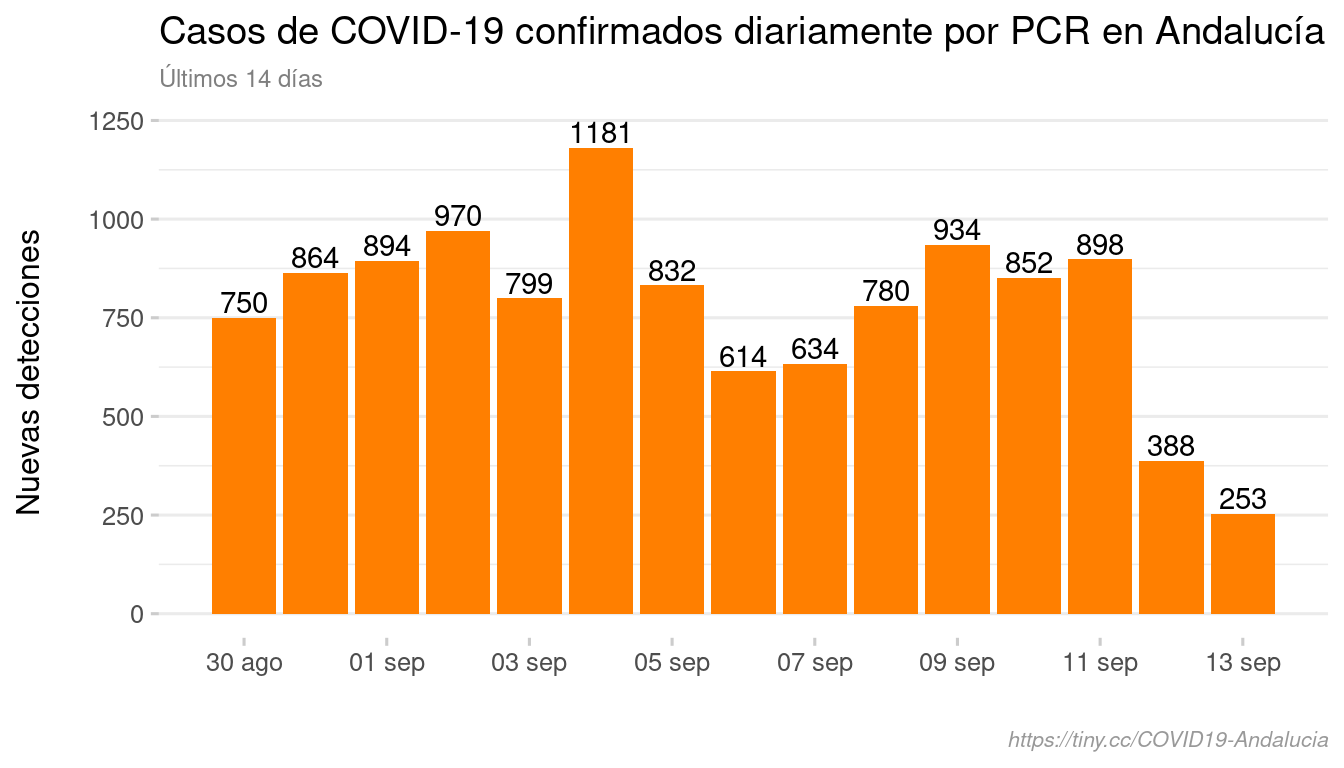 Casos de COVID-19 confirmados diariamente por PCR en Andalucía
Últimos 14 días
Nuevas detecciones
1250
1000
750
500
250
0
750
864
894
970
799
1181
832
614
634
780
934
852
898
388
253
30 ago
01 sep
03 sep
05 sep
07 sep
09 sep
11 sep
13 sep
https://tiny.cc/COVID19-Andalucia